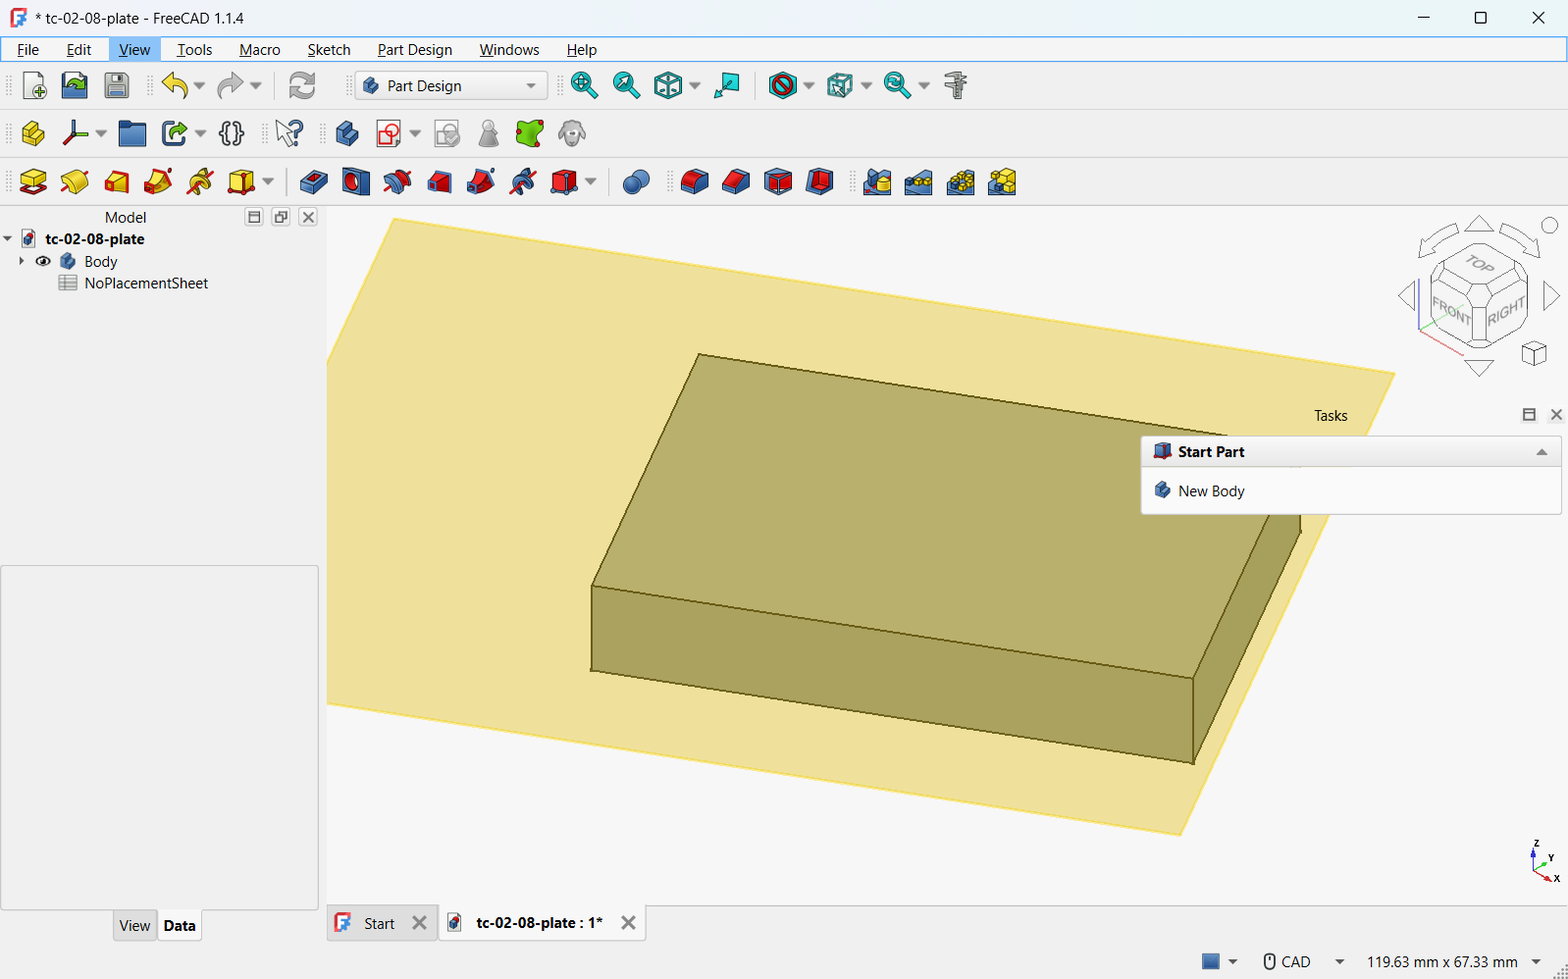 * tc-02-08-plate - FreeCAD 1.1.4
File Edit View Tools Macro Sketch Part Design Windows Help
Part Design
Model
tc-02-08-plate
Body
NoPlacementSheet
TOP
FRONT
RIGHT
Tasks
Start Part
New Body
Z
Y
X
View Data
Start
tc-02-08-plate : 1*
CAD
119.63 mm x 67.33 mm